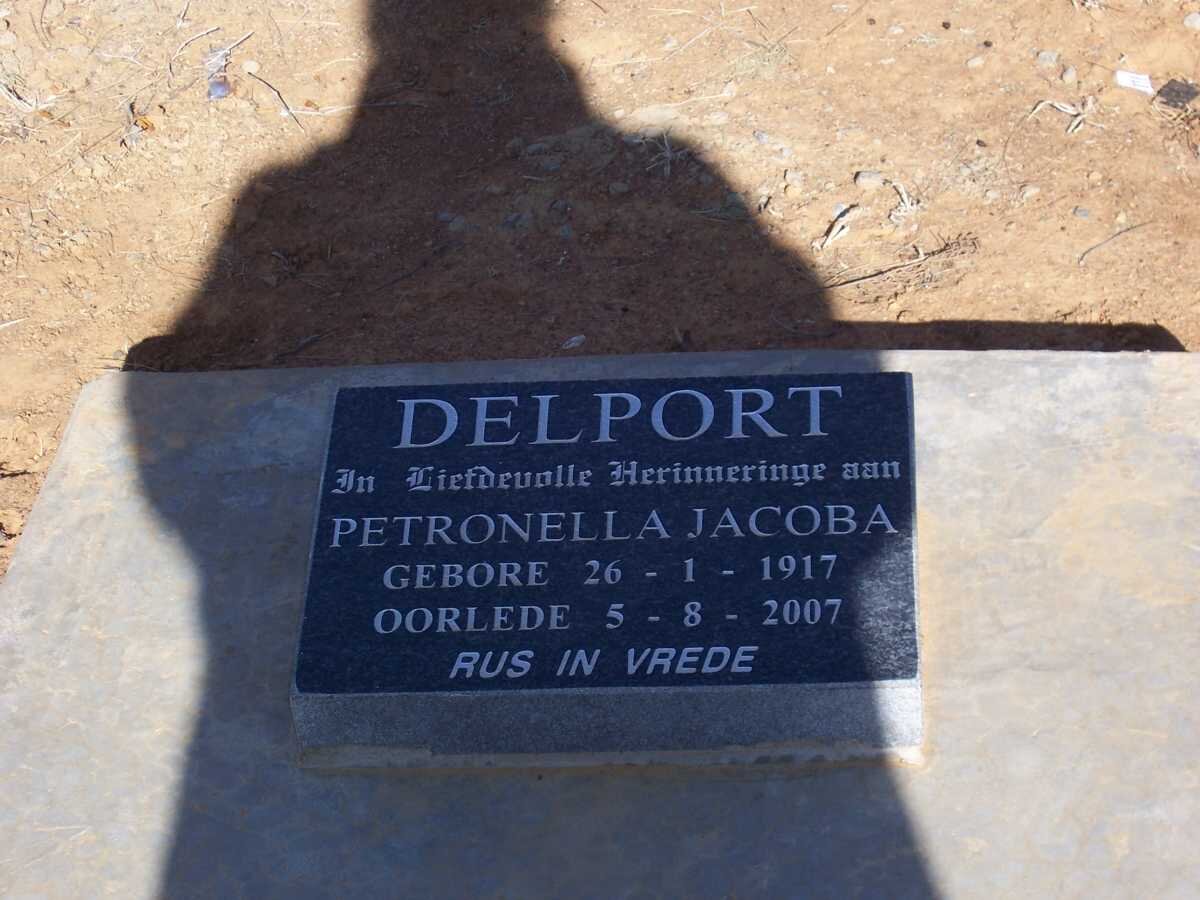 DELPORT
In Liefdevolle Herinneringe aan
PETRONELLA JACOBA
GEBORE 26 - 1 - 1917
OORLEDE 5 - 8 - 2007
RUS IN VREDE